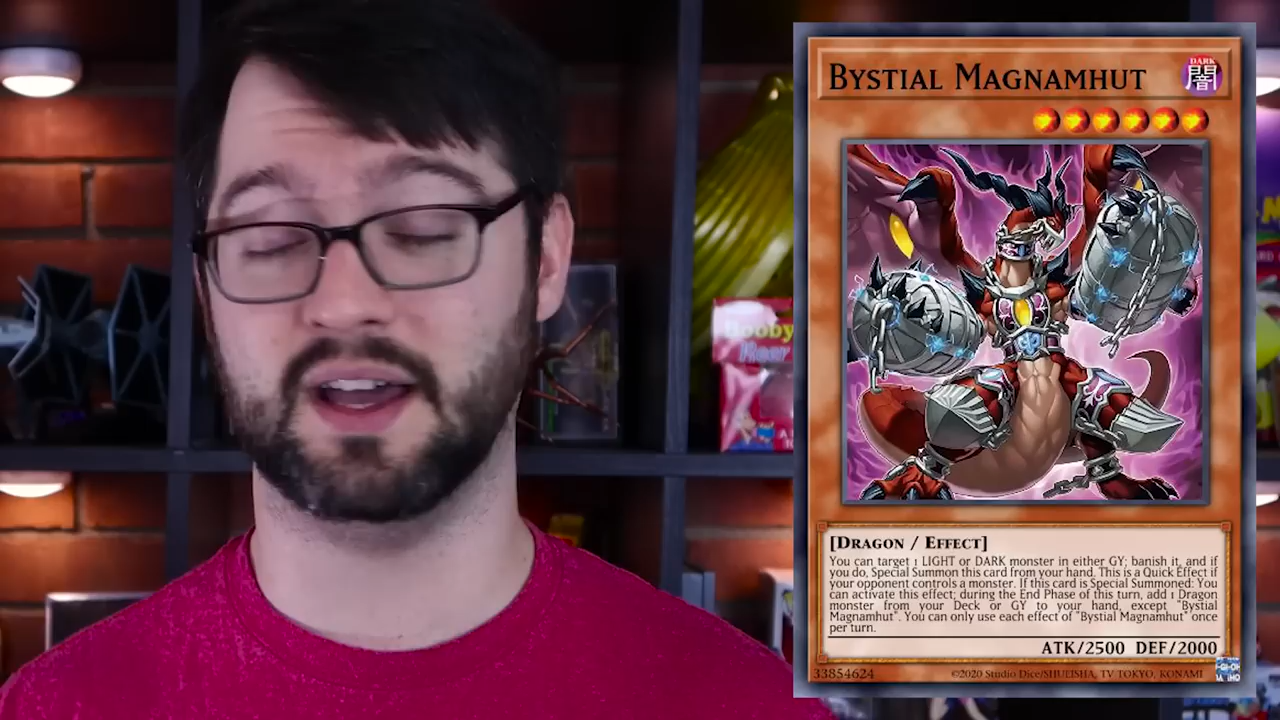 BYSTIAL MAGNAMHUT
DARK
闇
Booby
[DRAGON / EFFECT]
You can target 1 LIGHT or DARK monster in either GY; banish it, and if
you do, Special Summon this card from your hand. This is a Quick Effect if
your opponent controls a monster. If this card is Special Summoned: You
can activate this effect; during the End Phase of this turn, add 1 Dragon
monster from your Deck or GY to your hand, except "Bystial
Magnamhut". You can only use each effect of "Bystial Magnamhut" once
per turn.
ATK/2500 DEF/2000
33854624
©2020 Studio Dice/SHUEISHA, TV TOKYO, KONAMI